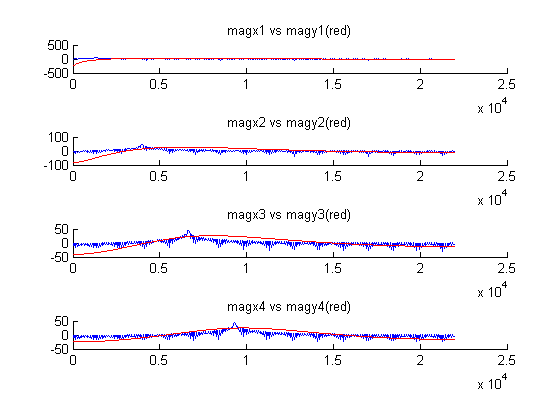 magx1 vs magy1(red)
500
0
-500
0 0.5 1 1.5 2 2.5
x 10^4
magx2 vs magy2(red)
100
0
-100
0 0.5 1 1.5 2 2.5
x 10^4
magx3 vs magy3(red)
50
0
-50
0 0.5 1 1.5 2 2.5
x 10^4
magx4 vs magy4(red)
50
0
-50
0 0.5 1 1.5 2 2.5
x 10^4